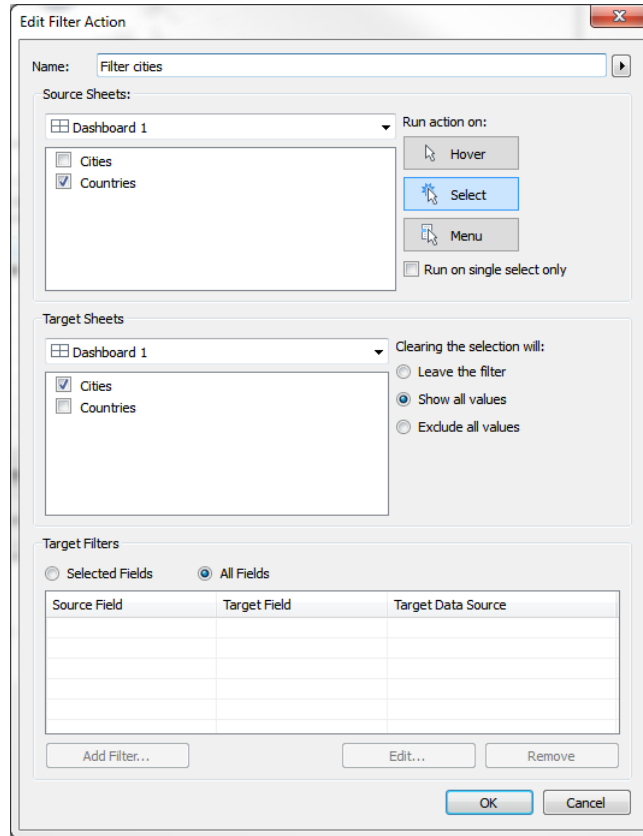 Edit Filter Action
Name: Filter cities
Source Sheets:
Dashboard 1
Cities
Countries
Run action on:
Hover
Select
Menu
Run on single select only
Target Sheets
Dashboard 1
Cities
Countries
Clearing the selection will:
Leave the filter
Show all values
Exclude all values
Target Filters
Selected Fields All Fields
Source Field Target Field Target Data Source
Add Filter... Edit... Remove
OK Cancel